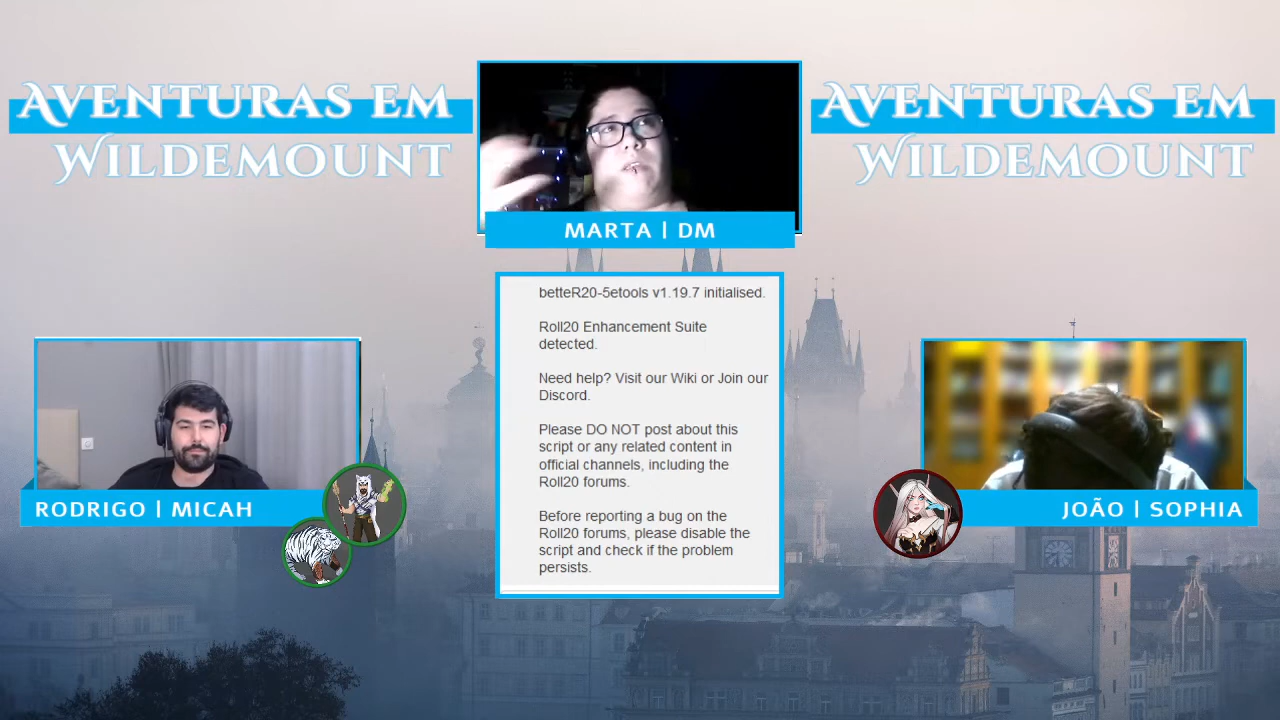 AVENTURAS EM
WILDEMOUNT
AVENTURAS EM
WILDEMOUNT
MARTA | DM
betteR20-5etools v1.19.7 initialised.
Roll20 Enhancement Suite
detected.
Need help? Visit our Wiki or Join our
Discord.
Please DO NOT post about this
script or any related content in
official channels, including the
Roll20 forums.
Before reporting a bug on the
Roll20 forums, please disable the
script and check if the problem
persists.
RODRIGO | MICAH
JOÃO | SOPHIA